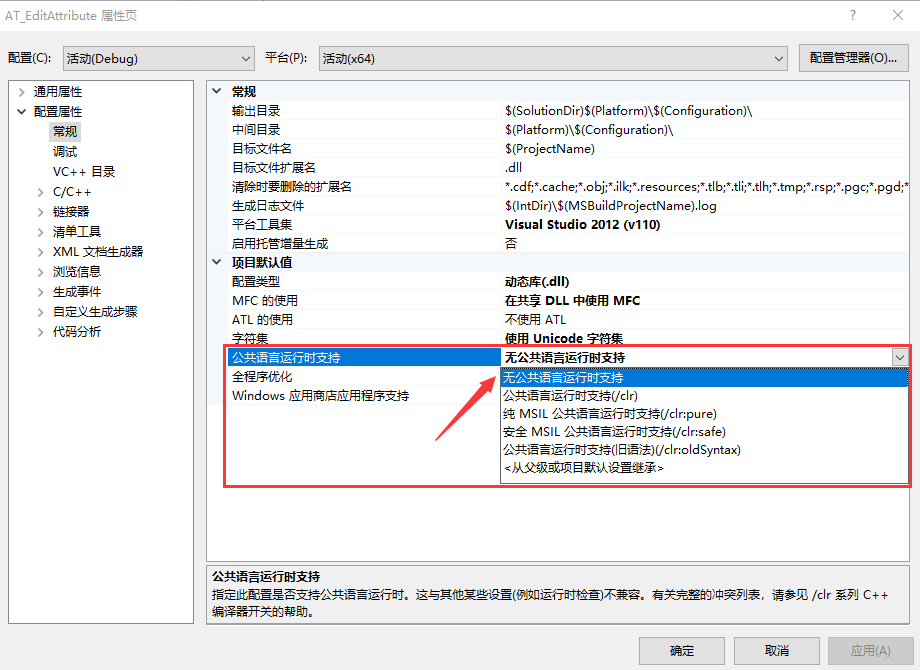 AT_EditAttribute 属性页
配置(C):
活动(Debug)
平台(P):
活动(x64)
配置管理器(O)...
通用属性
配置属性
常规
调试
VC++ 目录
C/C++
链接器
清单工具
XML 文档生成器
浏览信息
生成事件
自定义生成步骤
代码分析
常规
输出目录 $(SolutionDir)$(Platform)\$(Configuration)\
中间目录 $(Platform)\$(Configuration)\
目标文件名 $(ProjectName)
目标文件扩展名 .dll
清除时要删除的扩展名 *.cdf;*.cache;*.obj;*.ilk;*.resources;*.tlb;*.tli;*.tlh;*.tmp;*.rsp;*.pgc;*.pgd;*
生成日志文件 $(IntDir)\$(MSBuildProjectName).log
平台工具集 Visual Studio 2012 (v110)
启用托管增量生成 否
项目默认值
配置类型 动态库(.dll)
MFC 的使用 在共享 DLL 中使用 MFC
ATL 的使用 不使用 ATL
字符集 使用 Unicode 字符集
公共语言运行时支持 无公共语言运行时支持
全程序优化
Windows 应用商店应用程序支持
无公共语言运行时支持
公共语言运行时支持(/clr)
纯 MSIL 公共语言运行时支持(/clr:pure)
安全 MSIL 公共语言运行时支持(/clr:safe)
公共语言运行时支持(旧语法)(/clr:oldSyntax)
<从父级或项目默认设置继承>
公共语言运行时支持
指定此配置是否支持公共语言运行时。这与其他某些设置(例如运行时检查)不兼容。有关完整的冲突列表，请参见 /clr 系列 C++
编译器开关的帮助。
确定
取消
应用(A)